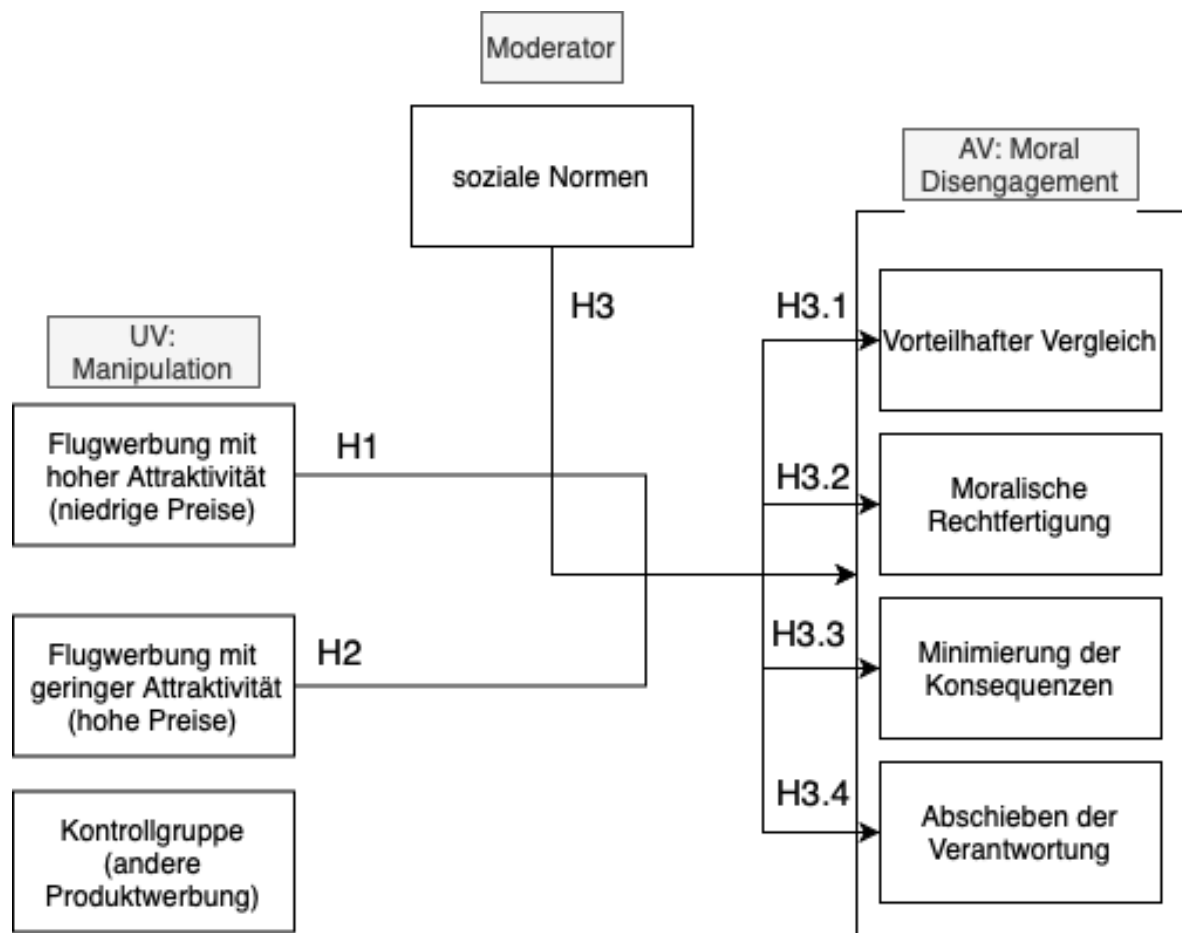 Moderator
soziale Normen
H3
UV:
Manipulation
Flugwerbung mit
hoher Attraktivität
(niedrige Preise)
H1
Flugwerbung mit
geringer Attraktivität
(hohe Preise)
H2
Kontrollgruppe
(andere
Produktwerbung)
AV: Moral
Disengagement
H3.1
Vorteilhafter Vergleich
H3.2
Moralische
Rechtfertigung
H3.3
Minimierung der
Konsequenzen
H3.4
Abschieben der
Verantwortung